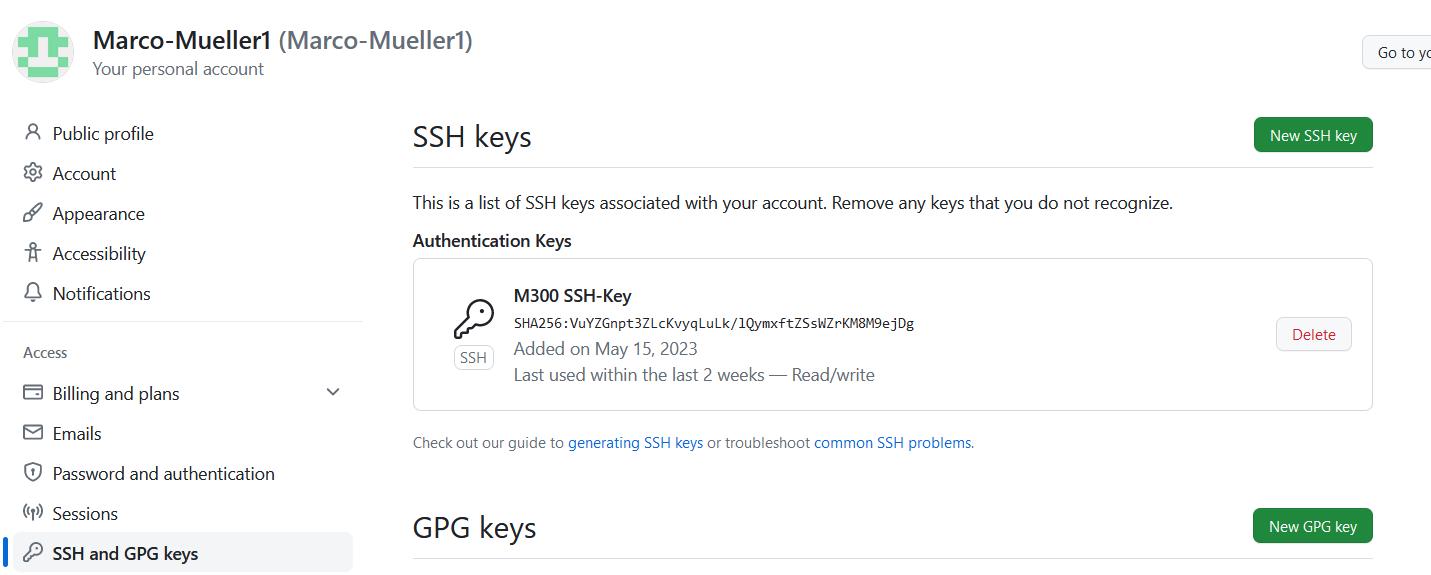 Marco-Mueller1 (Marco-Mueller1)
Your personal account
Go to yo
Public profile
Account
Appearance
Accessibility
Notifications
Access
Billing and plans
Emails
Password and authentication
Sessions
SSH and GPG keys
SSH keys
New SSH key
This is a list of SSH keys associated with your account. Remove any keys that you do not recognize.
Authentication Keys
M300 SSH-Key
SHA256:VuYZGnpt3ZLcKvyqLuLk/lQymxftZSsWZrKM8M9ejDg
Added on May 15, 2023
Last used within the last 2 weeks — Read/write
SSH
Delete
Check out our guide to generating SSH keys or troubleshoot common SSH problems.
GPG keys
New GPG key